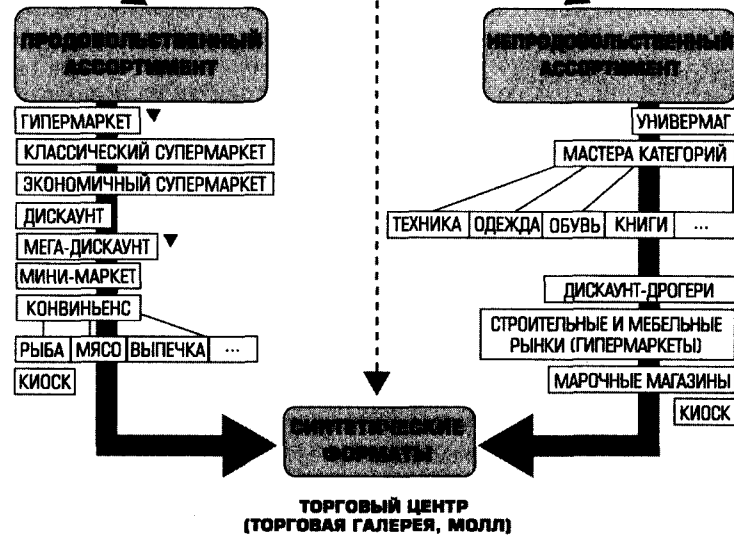 ПРОДОВОЛЬСТВЕННЫЙ
АССОРТИМЕНТ
ГИПЕРМАРКЕТ
КЛАССИЧЕСКИЙ СУПЕРМАРКЕТ
ЭКОНОМИЧНЫЙ СУПЕРМАРКЕТ
ДИСКАУНТ
МЕГА-ДИСКАУНТ
МИНИ-МАРКЕТ
КОНВИНЬЕНС
РЫБА МЯСО ВЫПЕЧКА ...
КИОСК
НЕПРОДОВОЛЬСТВЕННЫЙ
АССОРТИМЕНТ
УНИВЕРМАГ
МАСТЕРА КАТЕГОРИЙ
ТЕХНИКА ОДЕЖДА ОБУВЬ КНИГИ ...
ДИСКАУНТ-ДРОГЕРИ
СТРОИТЕЛЬНЫЕ И МЕБЕЛЬНЫЕ
РЫНКИ (ГИПЕРМАРКЕТЫ)
МАРОЧНЫЕ МАГАЗИНЫ
КИОСК
СИНТЕТИЧЕСКИЕ
ФОРМАТЫ
ТОРГОВЫЙ ЦЕНТР
(ТОРГОВАЯ ГАЛЕРЕЯ, МОЛЛ)